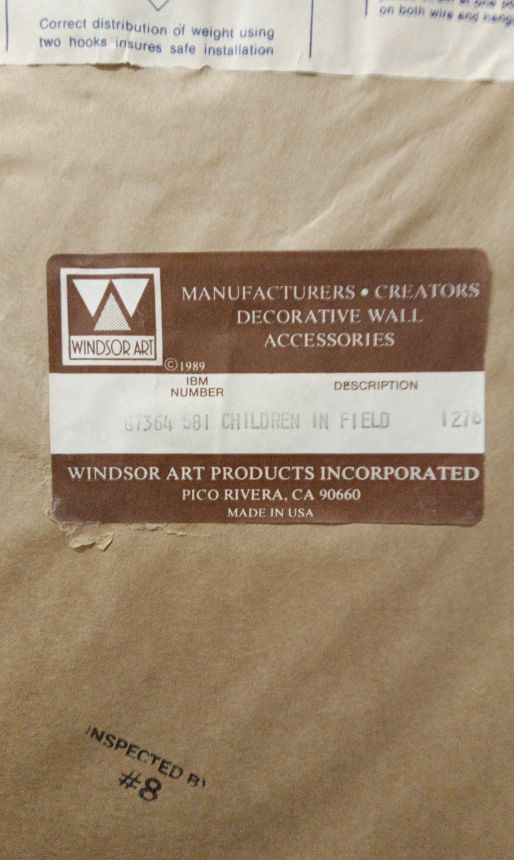 Correct distribution of weight using
two hooks insures safe installation
on both wire and
WINDSOR ART
MANUFACTURERS • CREATORS
DECORATIVE WALL
ACCESSORIES
©1989
IBM
NUMBER
DESCRIPTION
G7364 581 CHILDREN IN FIELD 1276
WINDSOR ART PRODUCTS INCORPORATED
PICO RIVERA, CA 90660
MADE IN USA
INSPECTED BY
#8